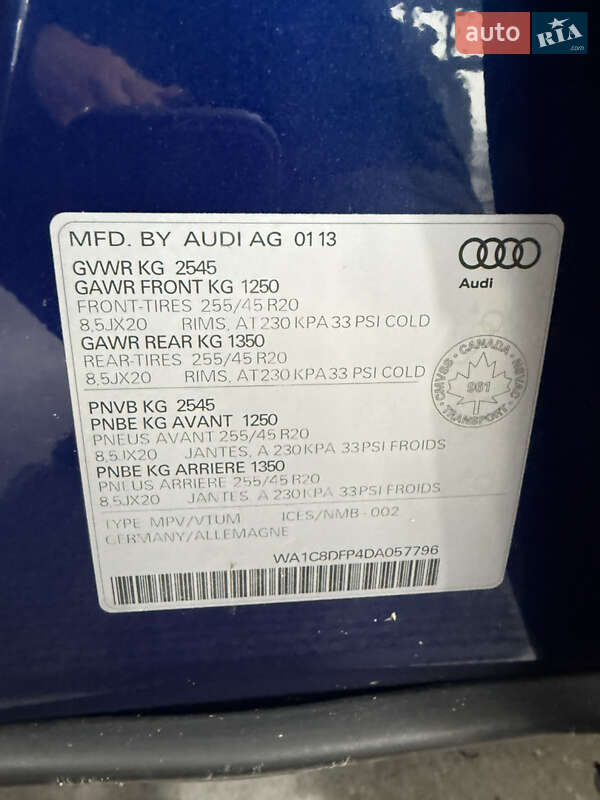 auto RIA .com
MFD. BY AUDI AG 01 13
Audi
GVWR KG 2545
GAWR FRONT KG 1250
FRONT-TIRES 255/45 R20
8,5JX20 RIMS, AT 230 KPA 33 PSI COLD
GAWR REAR KG 1350
REAR-TIRES 255/45 R20
8,5JX20 RIMS, AT 230 KPA 33 PSI COLD
CMVSS - CANADA - NSVAC
961
TRANSPORT
PNVB KG 2545
PNBE KG AVANT 1250
PNEUS AVANT 255/45 R20
8,5JX20 JANTES, A 230 KPA 33 PSI FROIDS
PNBE KG ARRIERE 1350
PNEUS ARRIERE 255/45 R20
8,5JX20 JANTES, A 230 KPA 33 PSI FROIDS
TYPE MPV/VTUM ICES/NMB-002
GERMANY/ALLEMAGNE
WA1C8DFP4DA057796